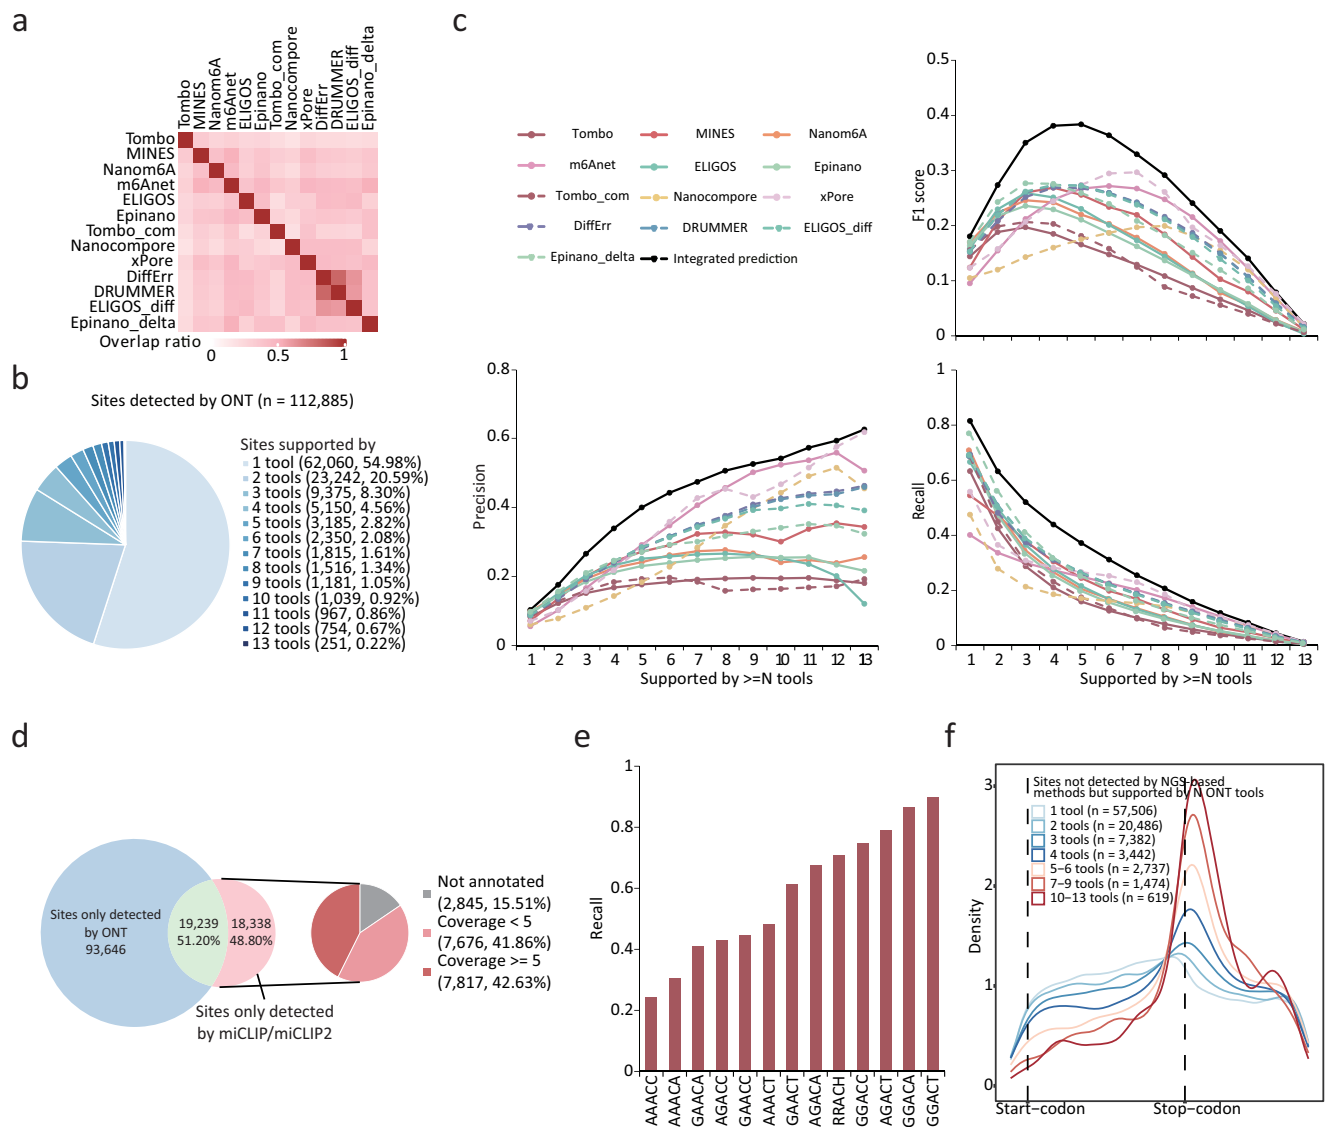 a
Tombo
MINES
Nanom6A
m6Anet
ELIGOS
Epinano
Tombo_com
Nanocompore
xPore
DiffErr
DRUMMER
ELIGOS_diff
Epinano_delta
Tombo
MINES
Nanom6A
m6Anet
ELIGOS
Epinano
Tombo_com
Nanocompore
xPore
DiffErr
DRUMMER
ELIGOS_diff
Epinano_delta
Overlap ratio
0 0.5 1
b
Sites detected by ONT (n = 112,885)
Sites supported by
1 tool (62,060, 54.98%)
2 tools (23,242, 20.59%)
3 tools (9,375, 8.30%)
4 tools (5,150, 4.56%)
5 tools (3,185, 2.82%)
6 tools (2,350, 2.08%)
7 tools (1,815, 1.61%)
8 tools (1,516, 1.34%)
9 tools (1,181, 1.05%)
10 tools (1,039, 0.92%)
11 tools (967, 0.86%)
12 tools (754, 0.67%)
13 tools (251, 0.22%)
c
Tombo MINES Nanom6A
m6Anet ELIGOS Epinano
Tombo_com Nanocompore xPore
DiffErr DRUMMER ELIGOS_diff
Epinano_delta Integrated prediction
F1 score
0.5
0.4
0.3
0.2
0.1
0
Precision
0.8
0.6
0.4
0.2
0
1 2 3 4 5 6 7 8 9 10 11 12 13
Supported by >=N tools
Recall
1
0.8
0.6
0.4
0.2
0
1 2 3 4 5 6 7 8 9 10 11 12 13
Supported by >=N tools
d
Sites only detected
by ONT
93,646
19,239
51.20%
18,338
48.80%
Sites only detected
by miCLIP/miCLIP2
Not annotated
(2,845, 15.51%)
Coverage < 5
(7,676, 41.86%)
Coverage >= 5
(7,817, 42.63%)
e
Recall
1
0.8
0.6
0.4
0.2
0
AAACC
AAACA
GAACA
AGACC
GAACC
AAACT
GAACT
AGACA
RRACH
GGACC
AGACT
GGACA
GGACT
f
Density
3
2
1
0
Sites not detected by NGS-based
methods but supported by N ONT tools
1 tool (n = 57,506)
2 tools (n = 20,486)
3 tools (n = 7,382)
4 tools (n = 3,442)
5−6 tools (n = 2,737)
7−9 tools (n = 1,474)
10−13 tools (n = 619)
Start−codon
Stop−codon